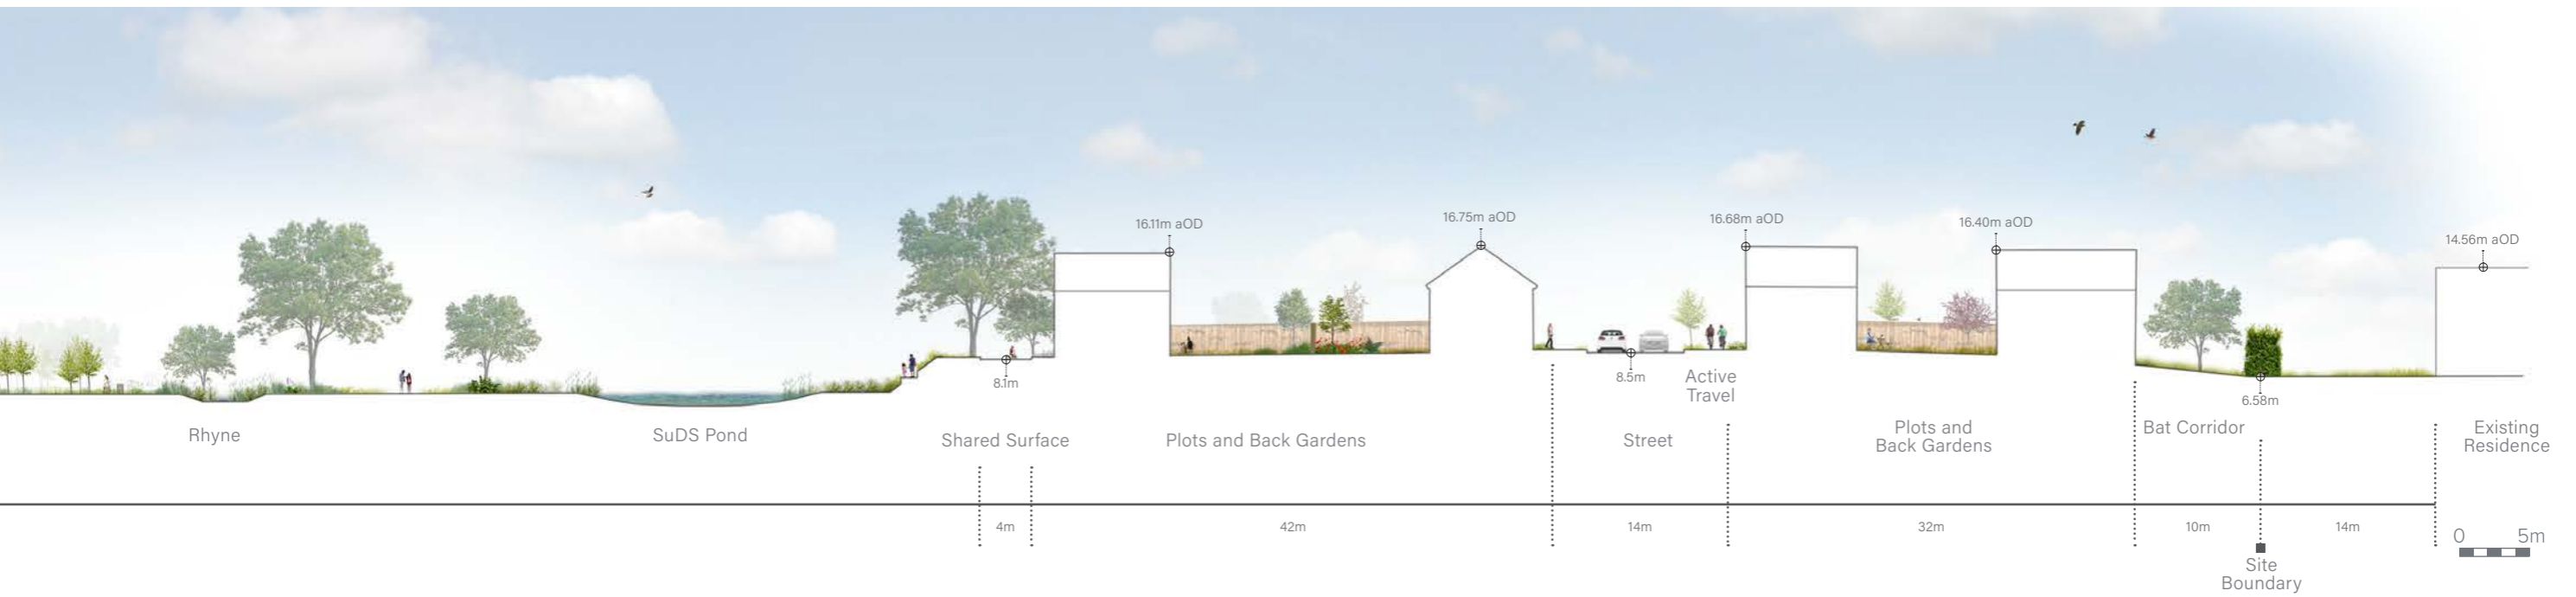 16.11m aOD
16.75m aOD
16.68m aOD
16.40m aOD
14.56m aOD
8.1m
8.5m
6.58m
Rhyne
SuDS Pond
Shared Surface
Plots and Back Gardens
Street
Active
Travel
Plots and
Back Gardens
Bat Corridor
Existing
Residence
4m
42m
14m
32m
10m
14m
0 5m
Site
Boundary